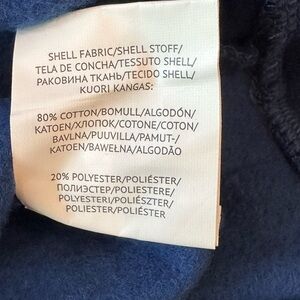 SHELL FABRIC/SHELL STOFF/
TELA DE CONCHA/TESSUTO SHELL/
РАКОВИНА ТКАНЬ/TECIDO SHELL/
KUORI KANGAS:
80% COTTON/BOMULL/ALGODÓN/
KATOEN/ХЛОПОК/COTONE/COTON/
BAVLNA/PUUVILLA/PAMUT-/
KATOEN/BAWEŁNA/ALGODÃO
20% POLYESTER/POLIÉSTER/
ПОЛИЭСТЕР/POLIESTERE/
POLYESTERI/POLIÉSZTER/
POLIESTER/POLIÉSTER